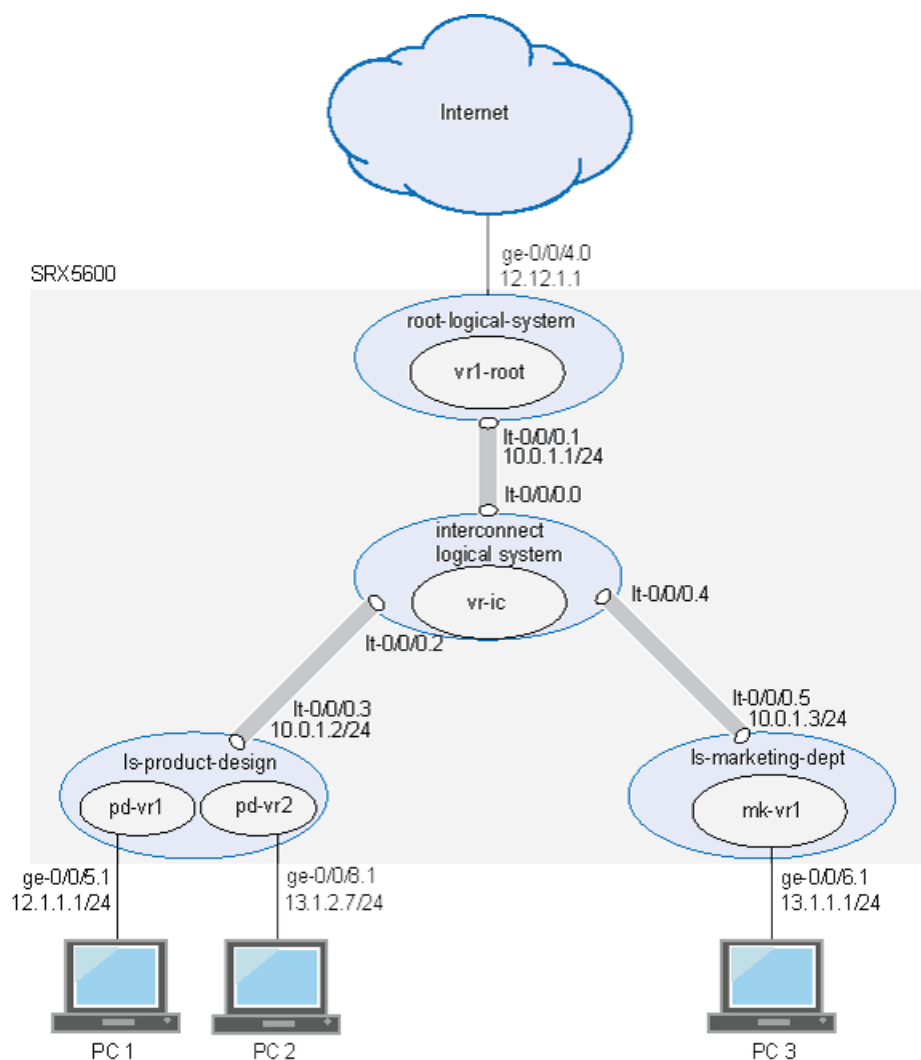 Internet
ge-0/0/4.0
12.12.1.1
SRX5600
root-logical-system
vr1-root
lt-0/0/0.1
10.0.1.1/24
lt-0/0/0.0
interconnect
logical system
vr-ic
lt-0/0/0.4
lt-0/0/0.2
lt-0/0/0.3
10.0.1.2/24
lt-0/0/0.5
10.0.1.3/24
ls-product-design
pd-vr1
pd-vr2
ls-marketing-dept
mk-vr1
ge-0/0/5.1
12.1.1.1/24
ge-0/0/8.1
13.1.2.7/24
ge-0/0/6.1
13.1.1.1/24
PC 1
PC 2
PC 3